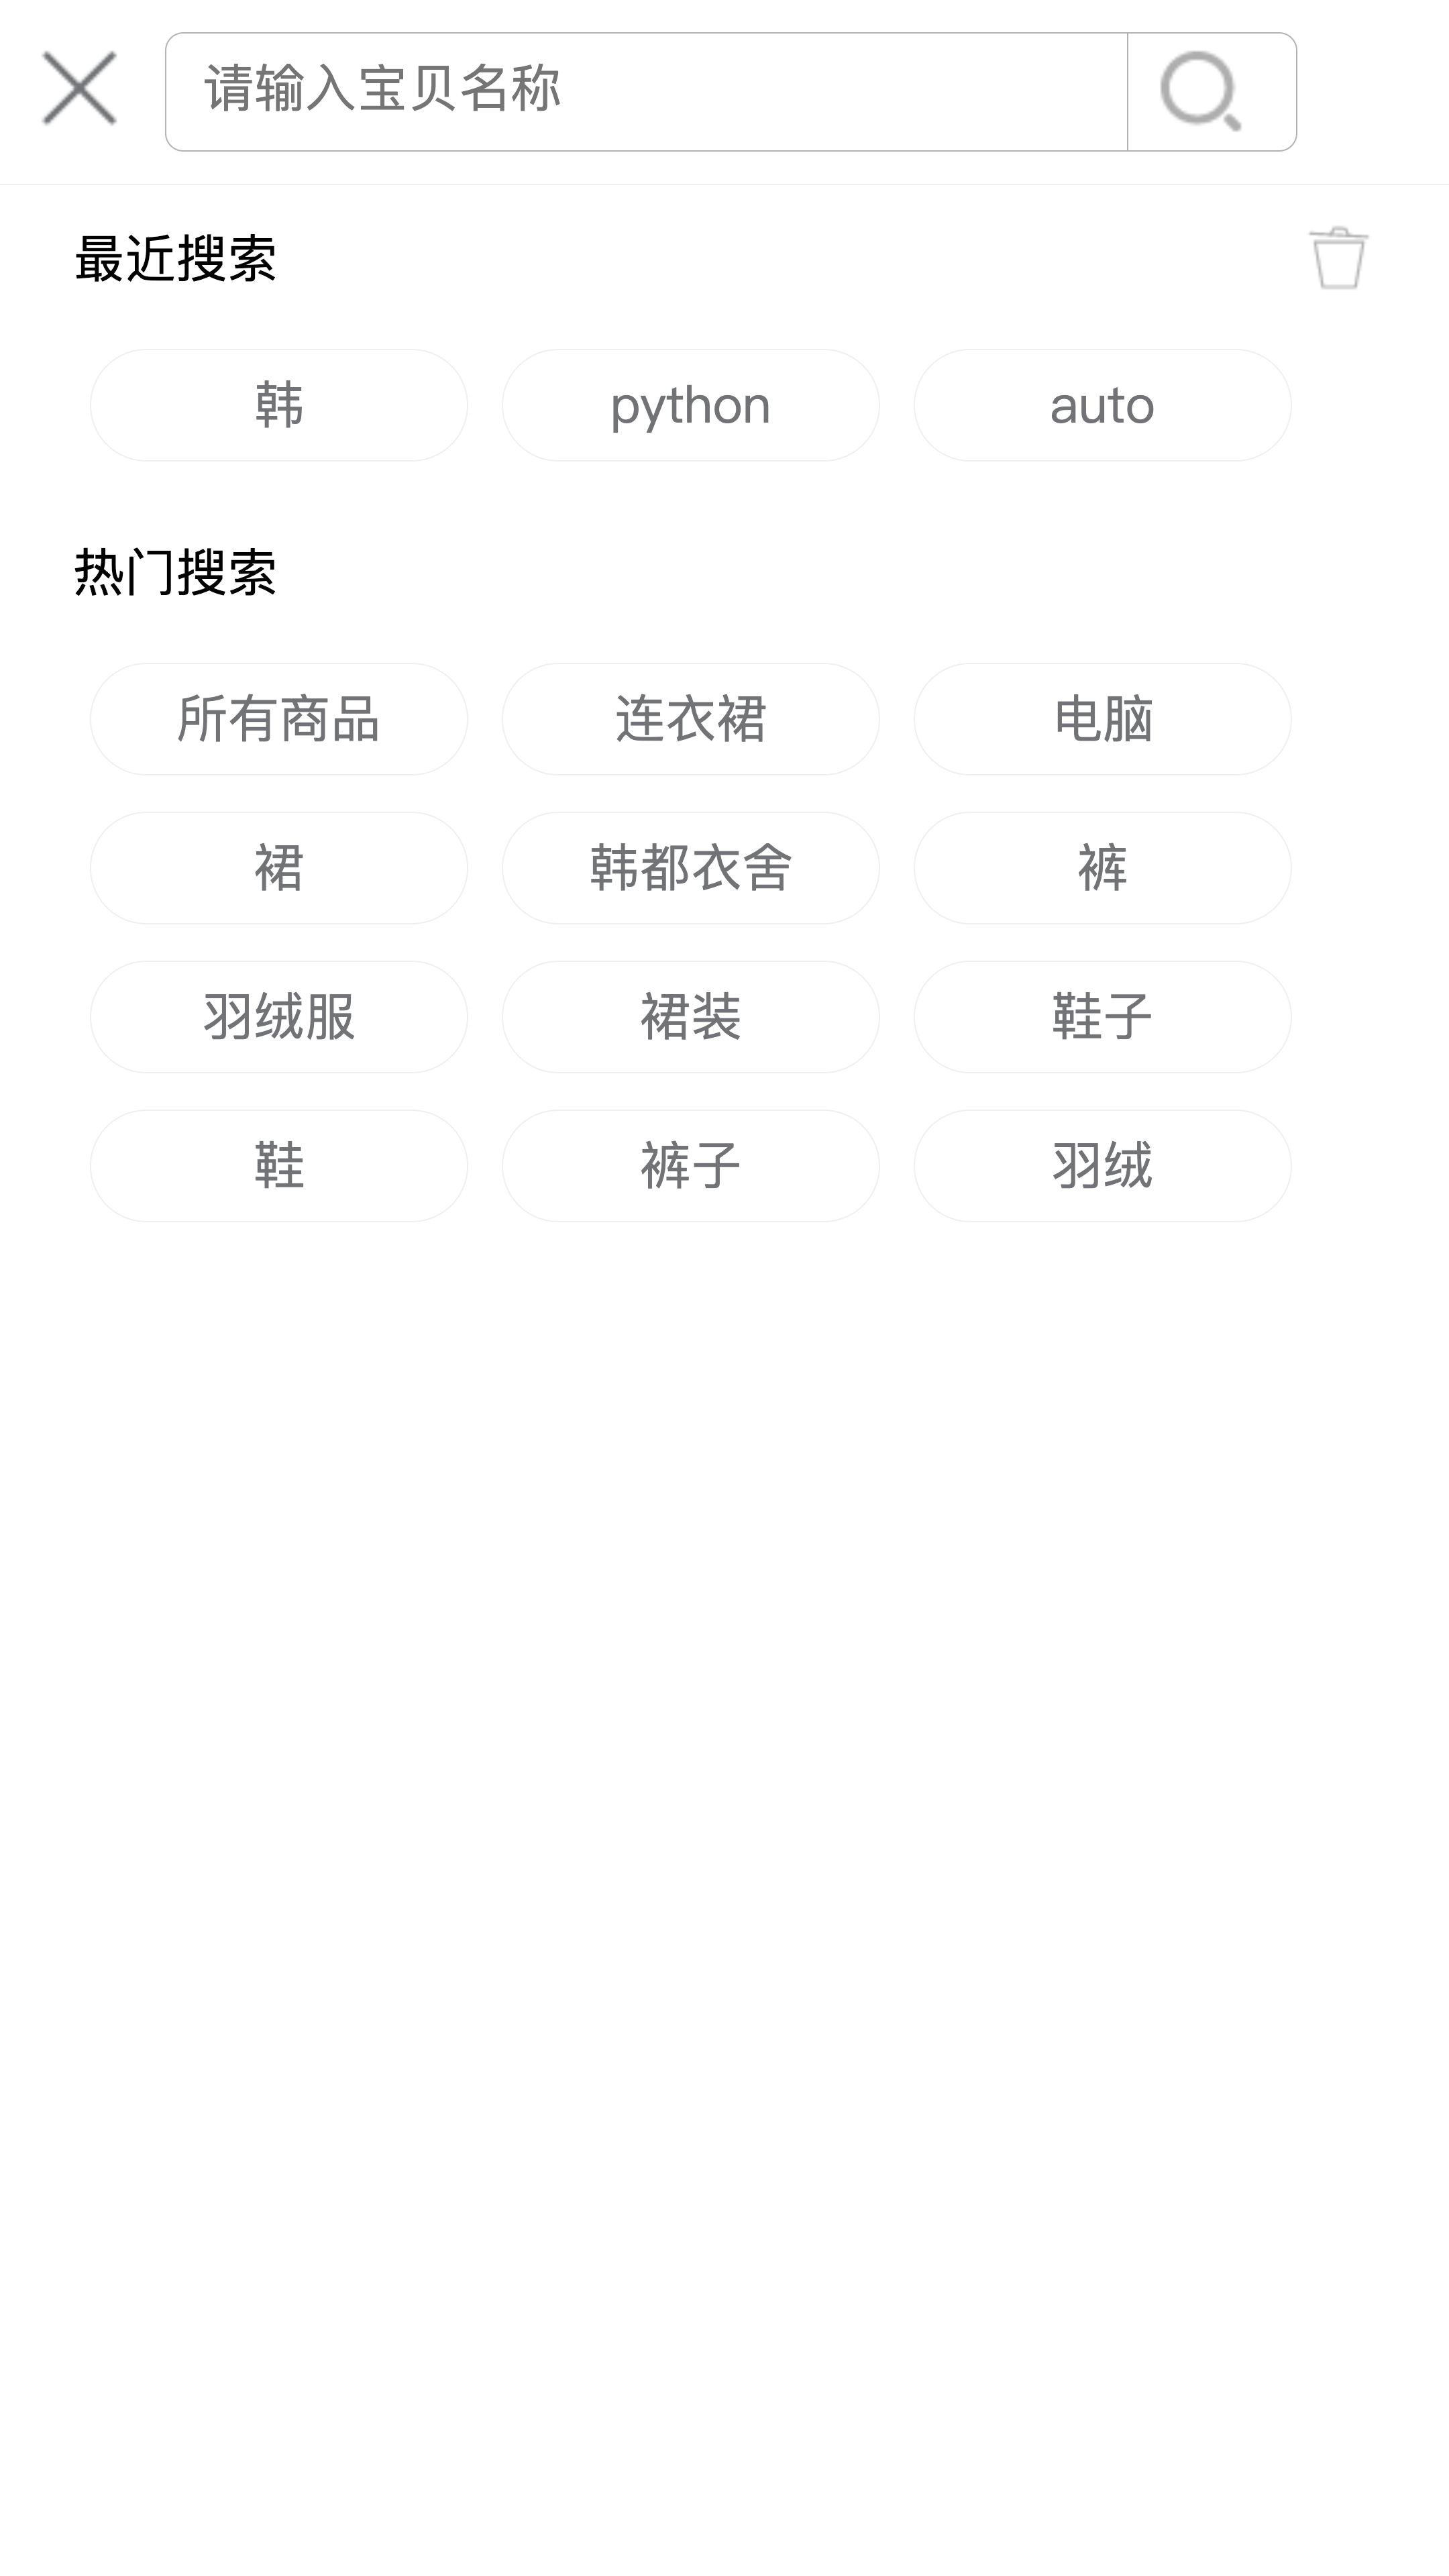 请输入宝贝名称
最近搜索
韩 python auto
热门搜索
所有商品 连衣裙 电脑
裙 韩都衣舍 裤
羽绒服 裙装 鞋子
鞋 裤子 羽绒